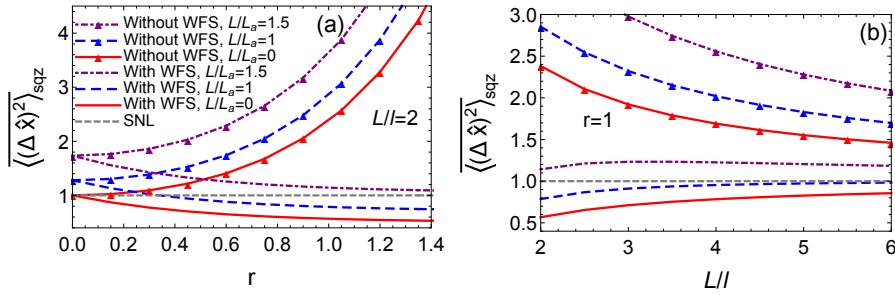 Without WFS, L/Lₐ=1.5
Without WFS, L/Lₐ=1
Without WFS, L/Lₐ=0
With WFS, L/Lₐ=1.5
With WFS, L/Lₐ=1
With WFS, L/Lₐ=0
SNL
(a)
L/l=2
4
3
2
1
0.0 0.2 0.4 0.6 0.8 1.0 1.2 1.4
r
⟨(Δ x̂)²⟩sqz
(b)
r=1
3.0
2.5
2.0
1.5
1.0
0.5
2 3 4 5 6
L/l
⟨(Δ x̂)²⟩sqz